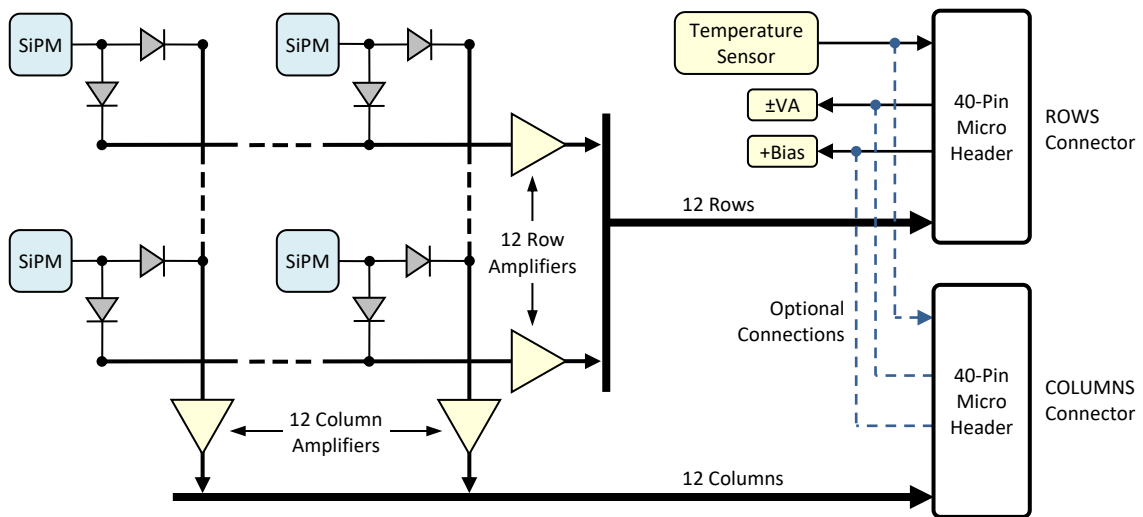 SiPM
SiPM
Temperature
Sensor
±VA
+Bias
40-Pin
Micro
Header
ROWS
Connector
12 Rows
SiPM
SiPM
12 Row
Amplifiers
Optional
Connections
40-Pin
Micro
Header
COLUMNS
Connector
12 Column
Amplifiers
12 Columns